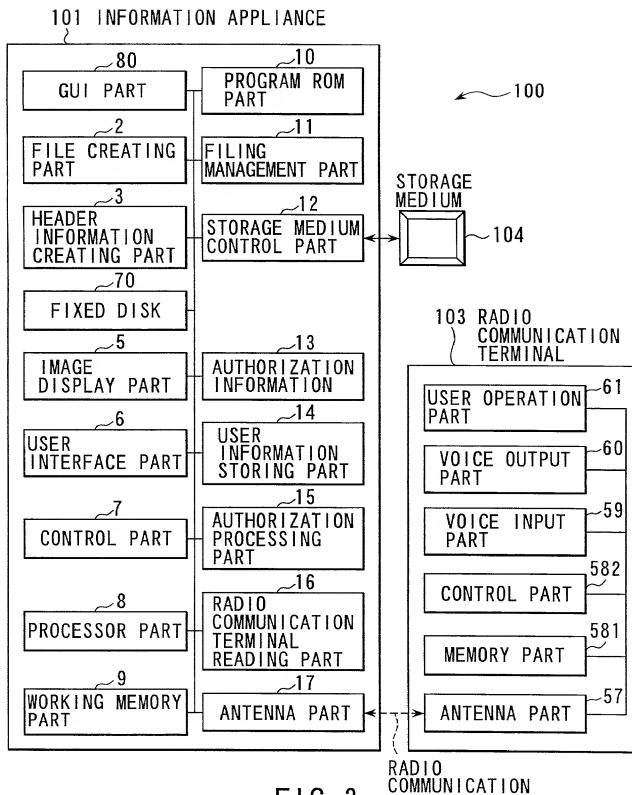 101 INFORMATION APPLIANCE
80
GUI PART
10
PROGRAM ROM
PART
100
2
FILE CREATING
PART
11
FILING
MANAGEMENT PART
3
HEADER
INFORMATION
CREATING PART
12
STORAGE MEDIUM
CONTROL PART
STORAGE
MEDIUM
104
70
FIXED DISK
5
IMAGE
DISPLAY PART
13
AUTHORIZATION
INFORMATION
6
USER
INTERFACE PART
14
USER
INFORMATION
STORING PART
7
CONTROL PART
15
AUTHORIZATION
PROCESSING
PART
8
PROCESSOR PART
16
RADIO
COMMUNICATION
TERMINAL
READING PART
9
WORKING MEMORY
PART
17
ANTENNA PART
103 RADIO
COMMUNICATION
TERMINAL
61
USER OPERATION
PART
60
VOICE OUTPUT
PART
59
VOICE INPUT
PART
582
CONTROL PART
581
MEMORY PART
57
ANTENNA PART
RADIO
COMMUNICATION